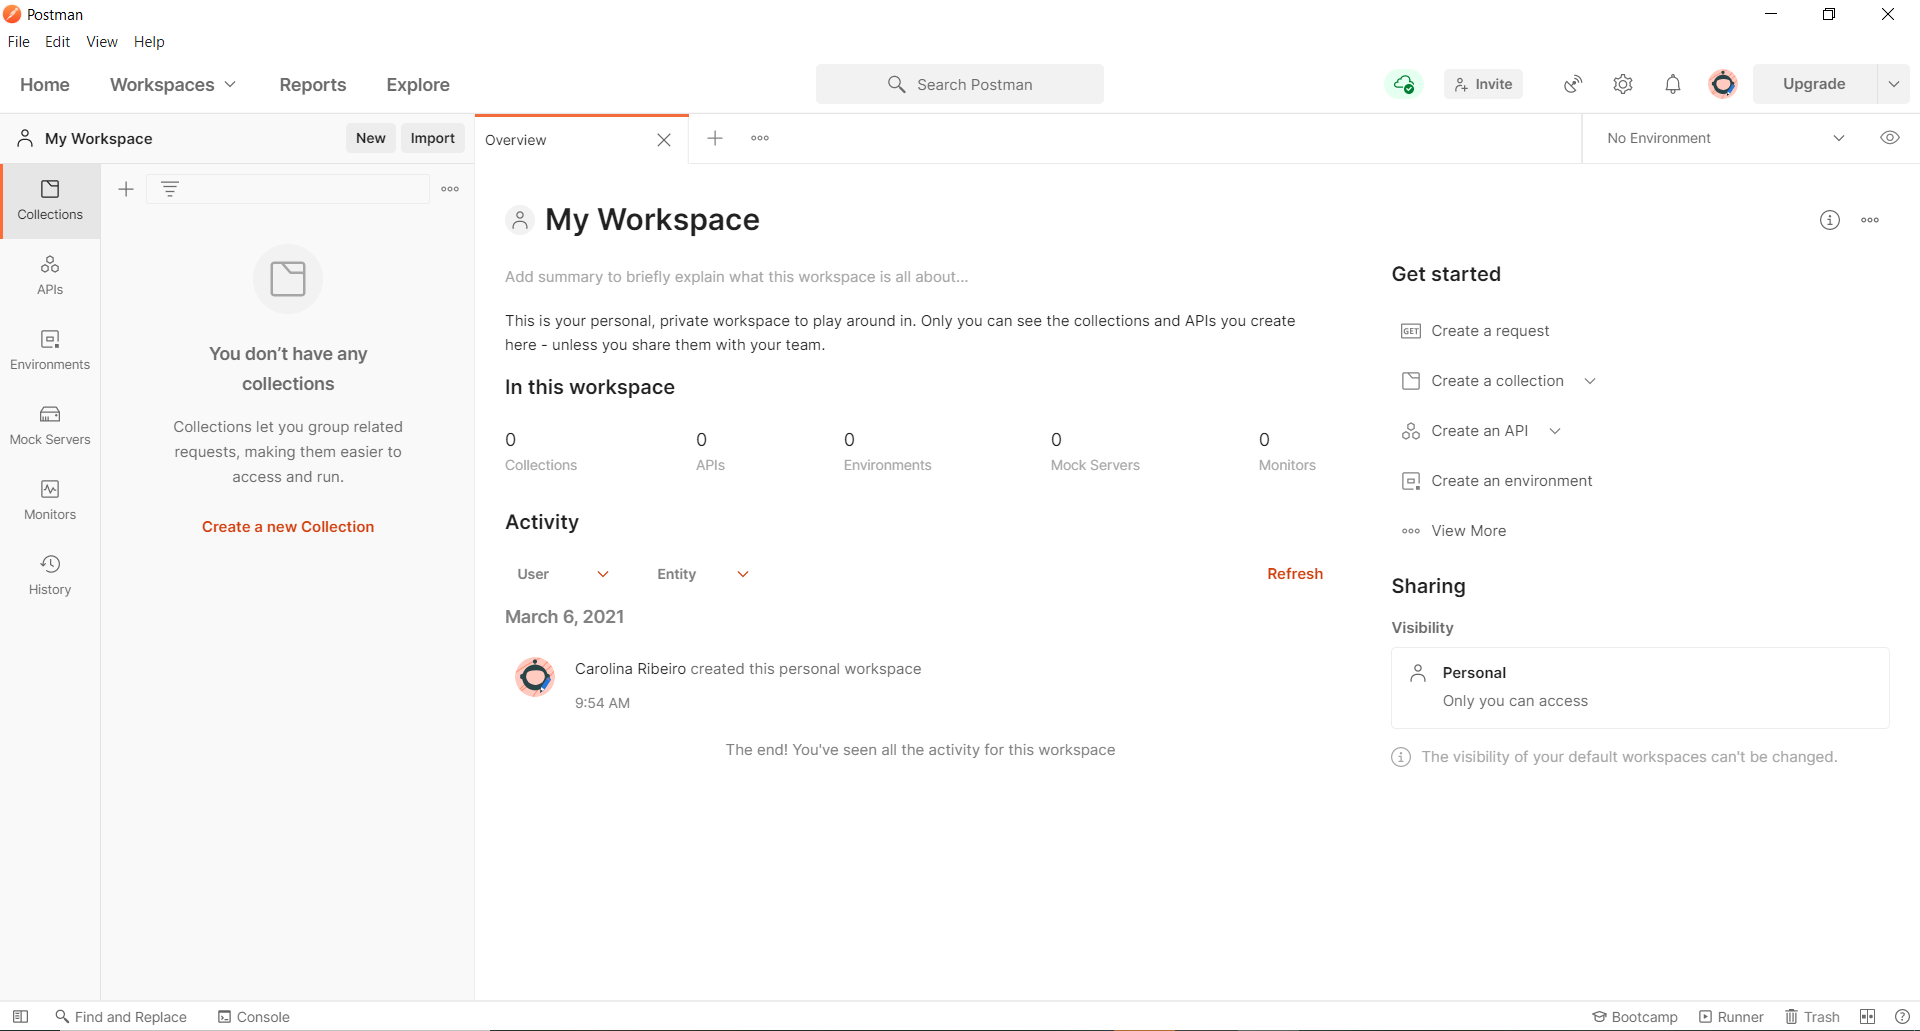 Postman
File Edit View Help
Home Workspaces Reports Explore Search Postman Invite Upgrade
My Workspace New Import Overview No Environment
Collections
APIs
Environments
Mock Servers
Monitors
History
You don’t have any
collections
Collections let you group related
requests, making them easier to
access and run.
Create a new Collection
My Workspace
Add summary to briefly explain what this workspace is all about...
This is your personal, private workspace to play around in. Only you can see the collections and APIs you create
here - unless you share them with your team.
In this workspace
0 0 0 0 0
Collections APIs Environments Mock Servers Monitors
Activity
User Entity Refresh
March 6, 2021
Carolina Ribeiro created this personal workspace
9:54 AM
The end! You've seen all the activity for this workspace
Get started
GET Create a request
Create a collection
Create an API
Create an environment
View More
Sharing
Visibility
Personal
Only you can access
The visibility of your default workspaces can't be changed.
Find and Replace Console Bootcamp Runner Trash